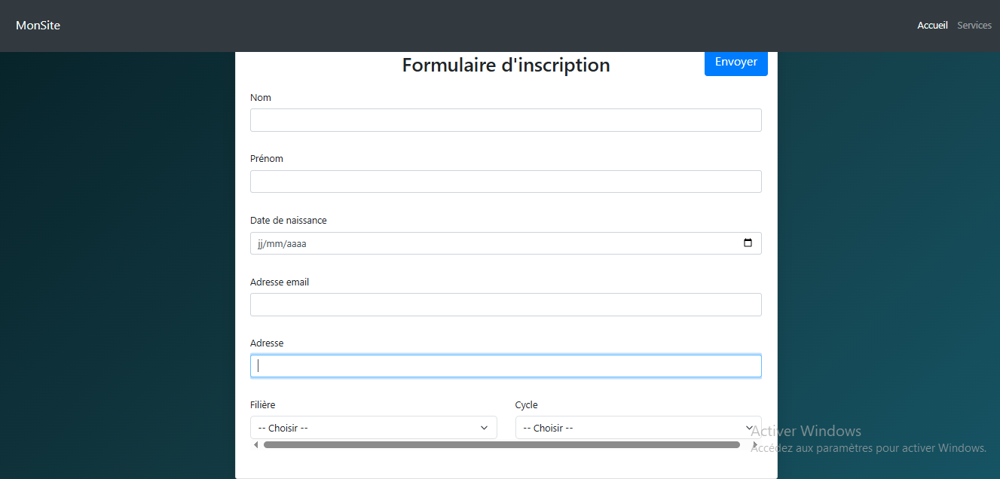 MonSite
Accueil Services
Formulaire d'inscription
Envoyer
Nom
Prénom
Date de naissance
jj/mm/aaaa
Adresse email
Adresse
Filière Cycle
-- Choisir -- -- Choisir --
Activer Windows
Accédez aux paramètres pour activer Windows.